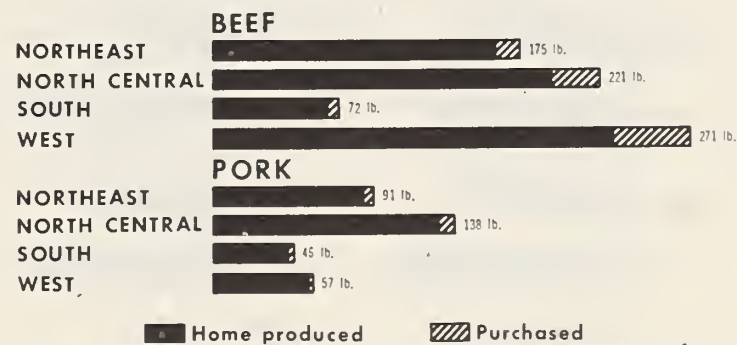 BEEF
NORTHEAST 175 lb.
NORTH CENTRAL 221 lb.
SOUTH 72 lb.
WEST 271 lb.
PORK
NORTHEAST 91 lb.
NORTH CENTRAL 138 lb.
SOUTH 45 lb.
WEST 57 lb.
Home produced Purchased